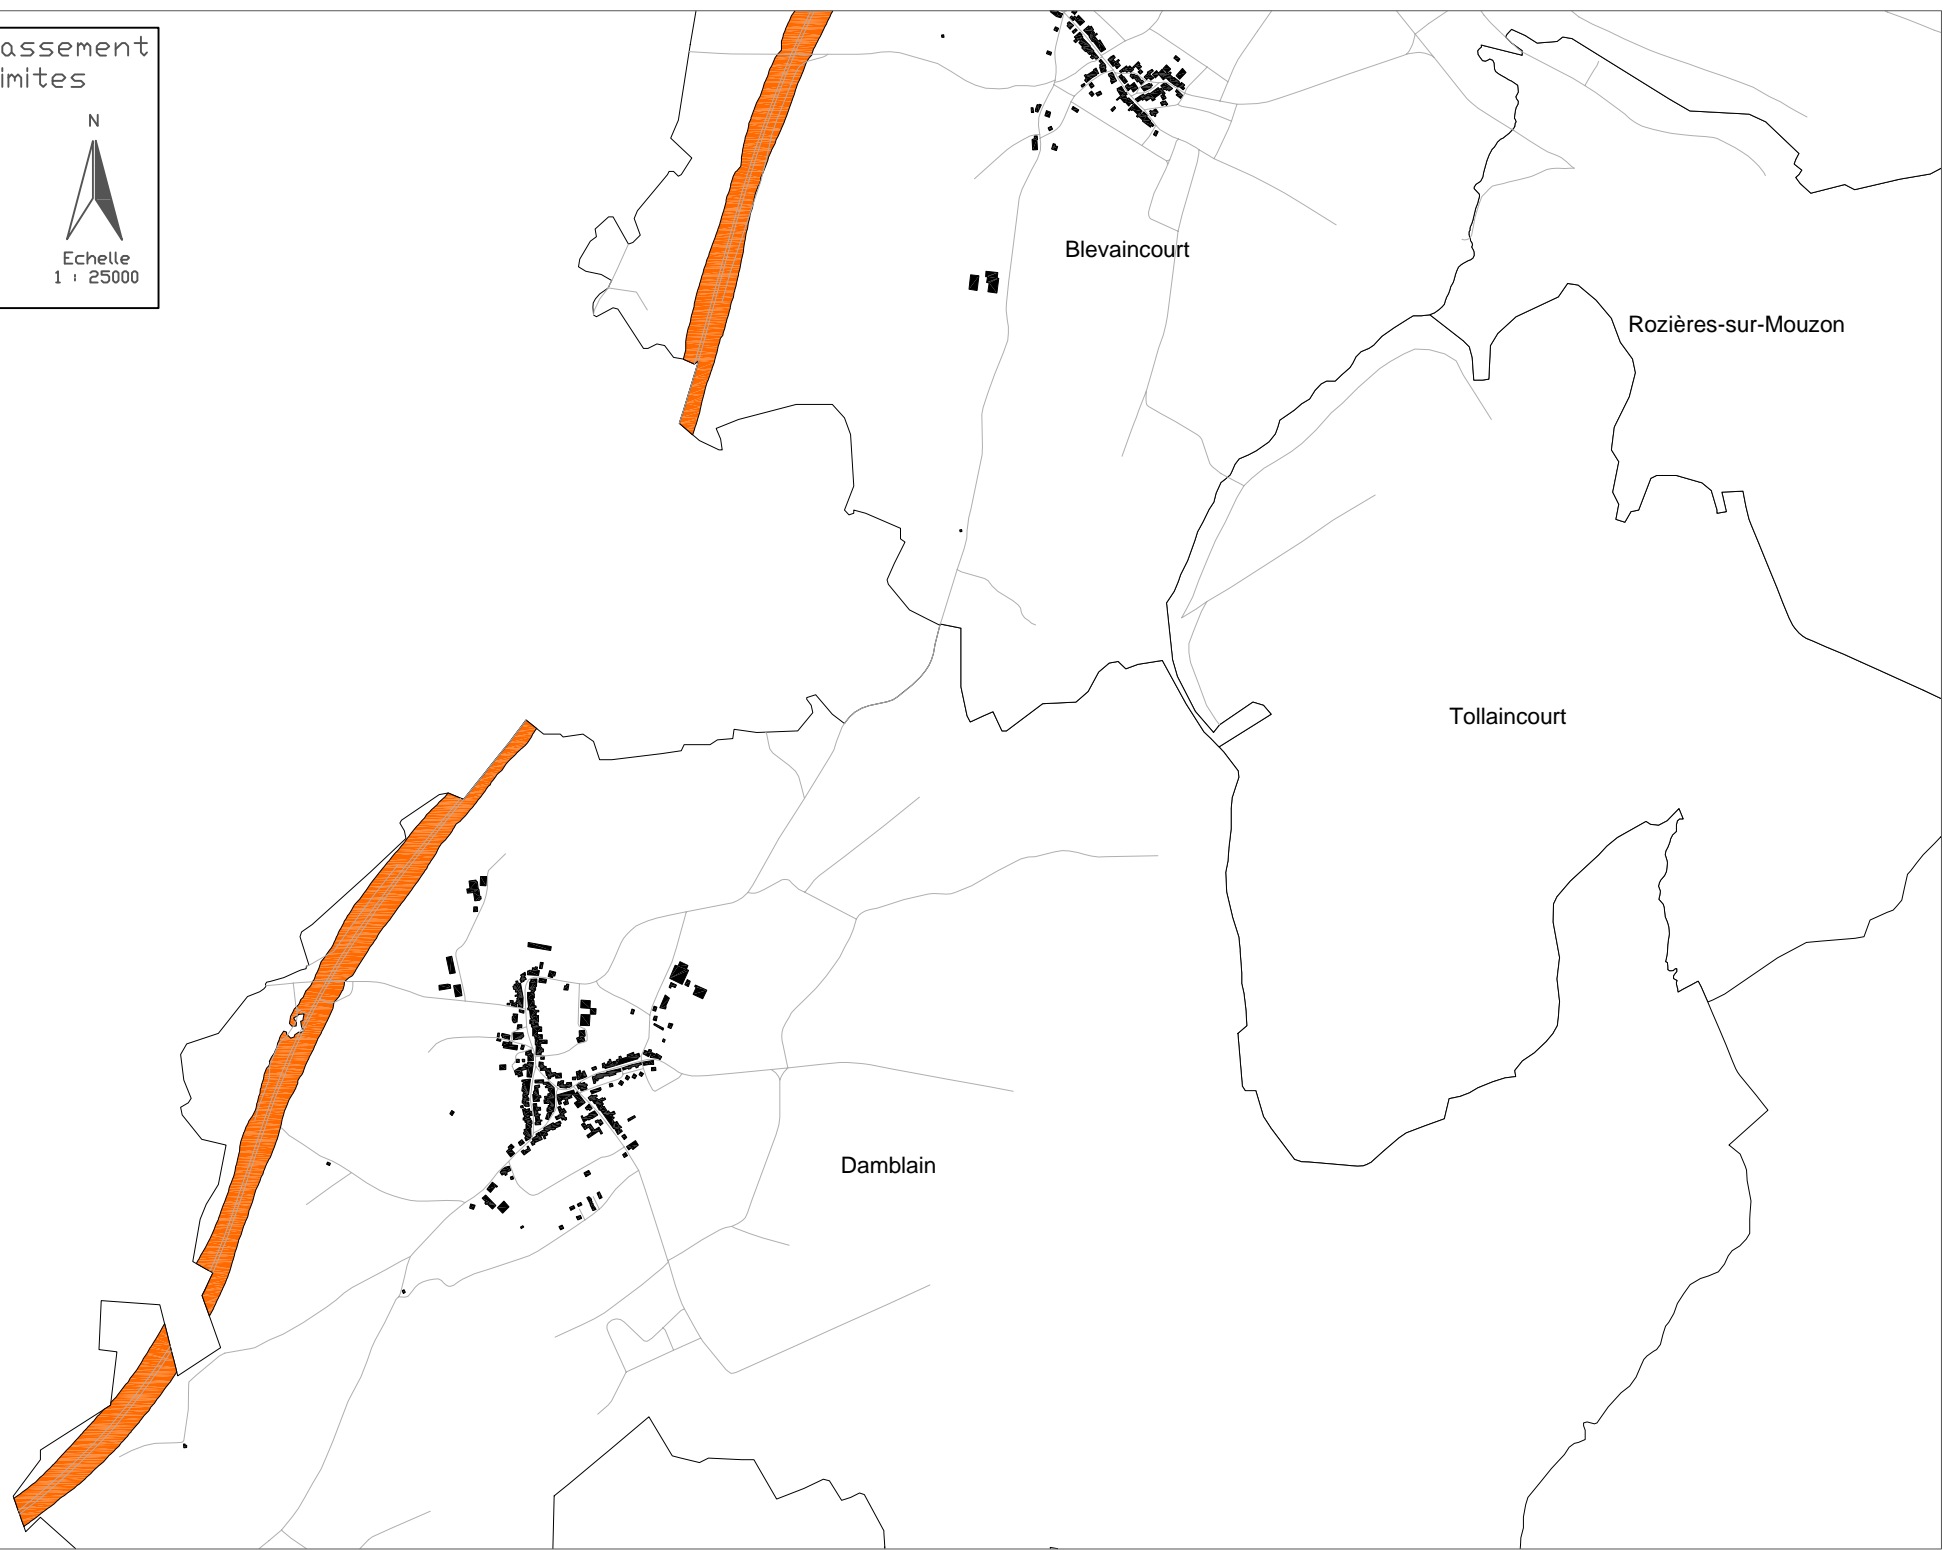 assement
imites
N
Echelle
1 : 25000
Blevaincourt
Rozières-sur-Mouzon
Tollaincourt
Damblain